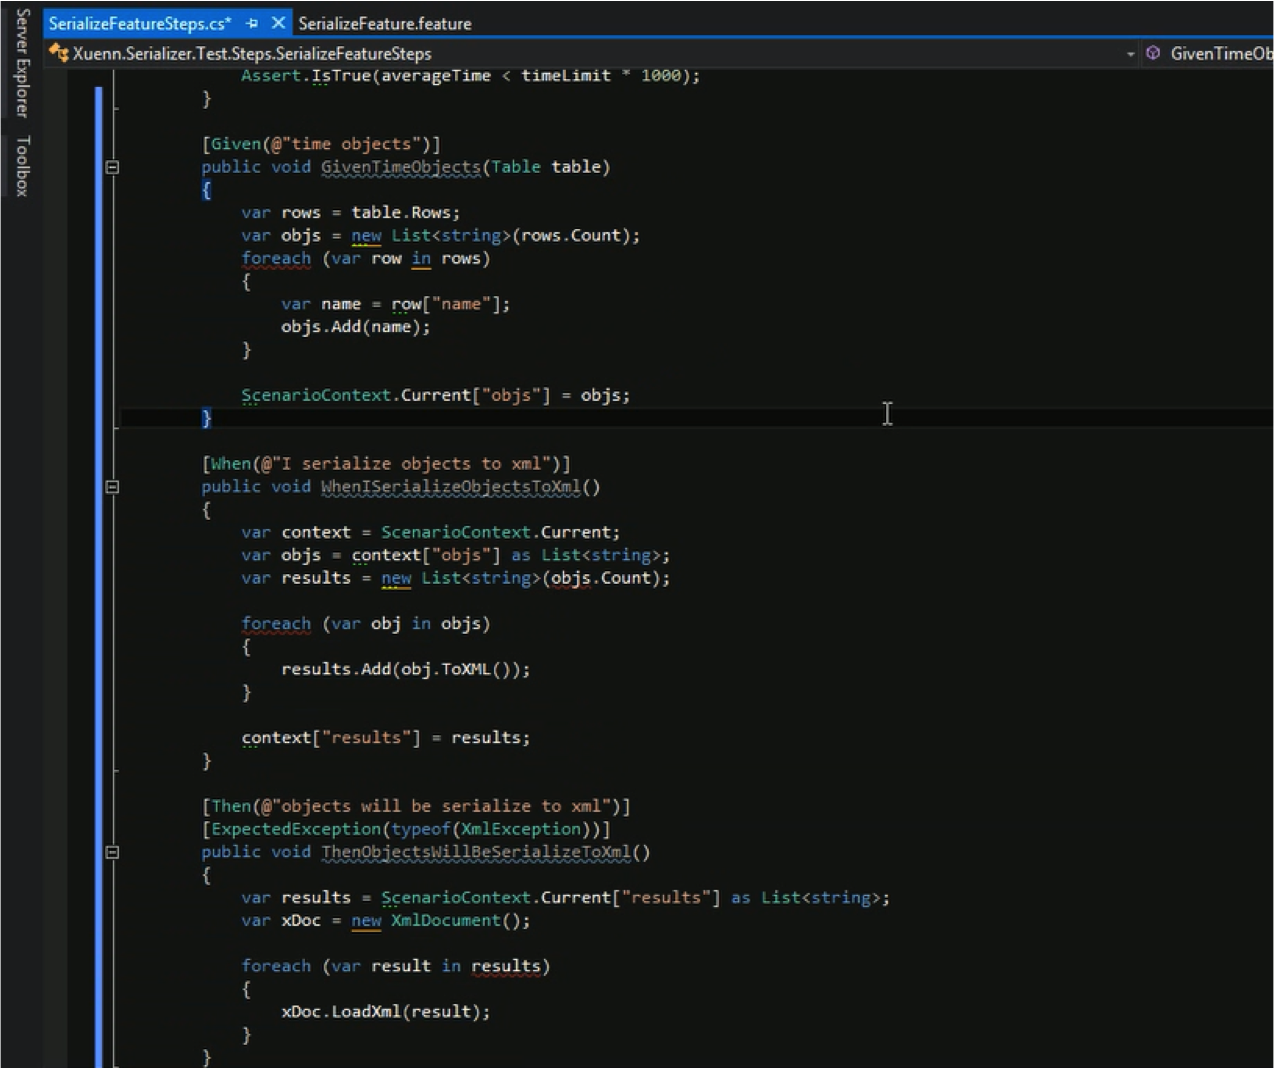 SerializeFeatureSteps.cs*
SerializeFeature.feature
Server Explorer
Toolbox
Xuenn.Serializer.Test.Steps.SerializeFeatureSteps
GivenTimeOb
Assert.IsTrue(averageTime < timeLimit * 1000);
}
[Given(@"time objects")]
public void GivenTimeObjects(Table table)
{
var rows = table.Rows;
var objs = new List<string>(rows.Count);
foreach (var row in rows)
{
var name = row["name"];
objs.Add(name);
}
ScenarioContext.Current["objs"] = objs;
}
[When(@"I serialize objects to xml")]
public void WhenISerializeObjectsToXml()
{
var context = ScenarioContext.Current;
var objs = context["objs"] as List<string>;
var results = new List<string>(objs.Count);
foreach (var obj in objs)
{
results.Add(obj.ToXML());
}
context["results"] = results;
}
[Then(@"objects will be serialize to xml")]
[ExpectedException(typeof(XmlException))]
public void ThenObjectsWillBeSerializeToXml()
{
var results = ScenarioContext.Current["results"] as List<string>;
var xDoc = new XmlDocument();
foreach (var result in results)
{
xDoc.LoadXml(result);
}
}